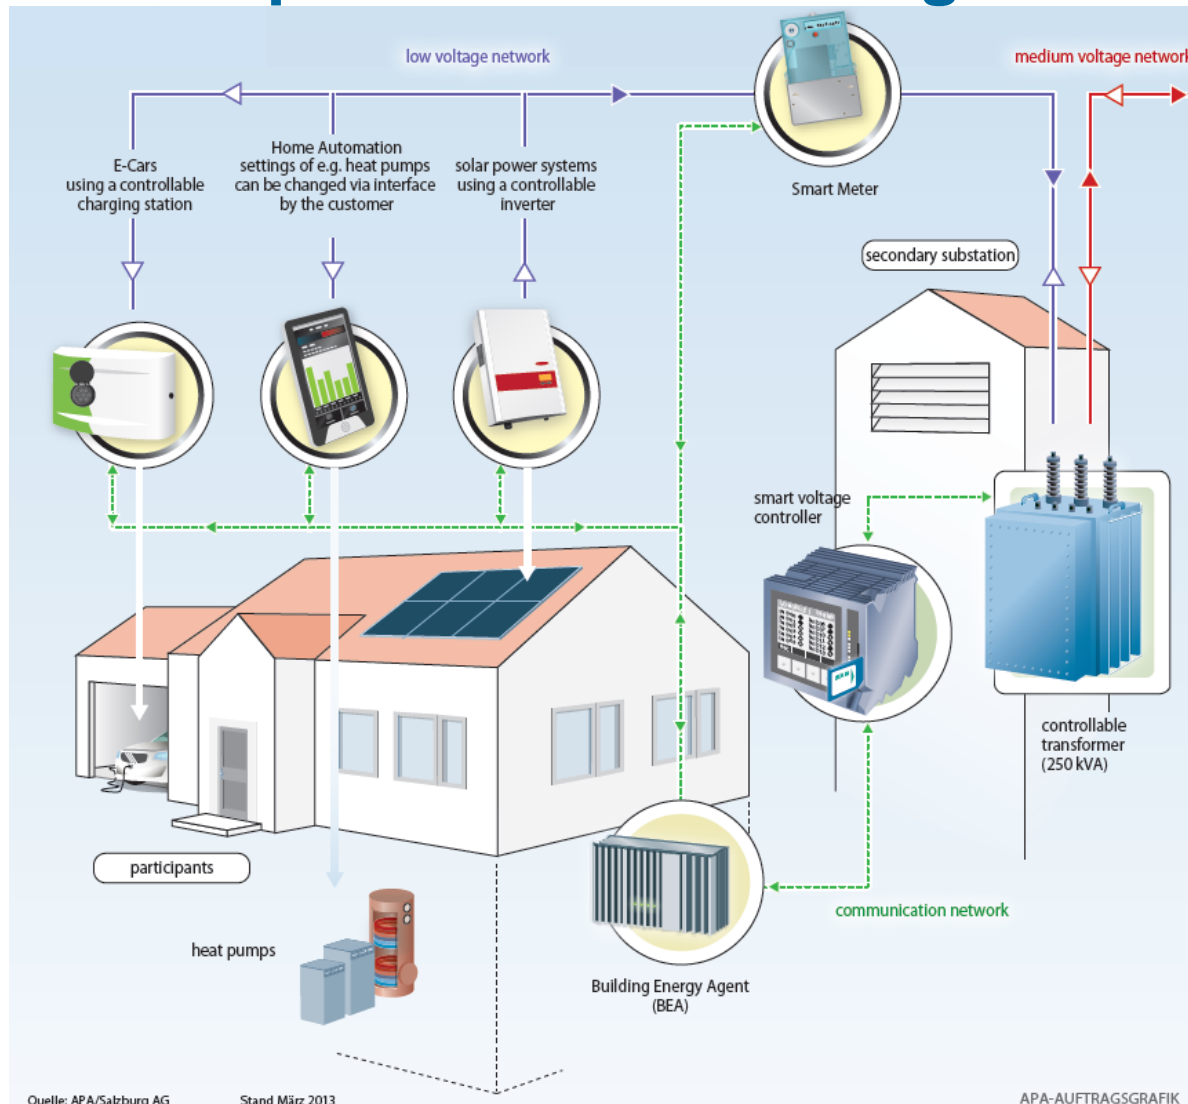 low voltage network
medium voltage network
E-Cars
using a controllable
charging station
Home Automation
settings of e.g. heat pumps
can be changed via interface
by the customer
solar power systems
using a controllable
inverter
Smart Meter
secondary substation
smart voltage
controller
controllable
transformer
(250 kVA)
participants
communication network
heat pumps
Building Energy Agent
(BEA)
Quelle: APA/Salzburg AG
Stand März 2013
APA-AUFTRAGSGRAFIK